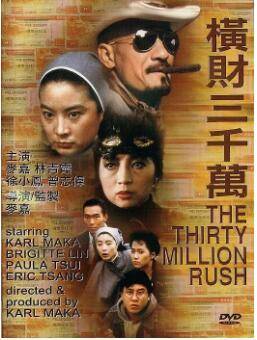 橫財三千萬
THE
THIRTY
MILLION
RUSH
主演
麥嘉 林青霞
徐小鳳 曾志偉
導演/監製
麥嘉
starring
KARL MAKA
BRIGITTE LIN
PAULA TSUI
ERIC TSANG
directed &
produced by
KARL MAKA
DVD